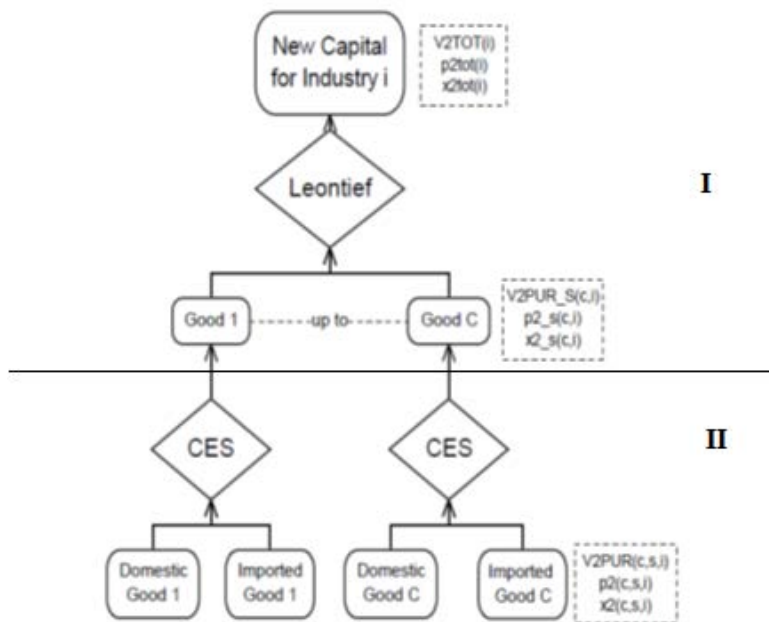 New Capital
for Industry i
V2TOT(i)
p2tot(i)
x2tot(i)
Leontief
I
Good 1
up to
Good C
V2PUR_S(c,i)
p2_s(c,i)
x2_s(c,i)
CES
CES
II
Domestic
Good 1
Imported
Good 1
Domestic
Good C
Imported
Good C
V2PUR(c,s,i)
p2(c,s,i)
x2(c,s,i)